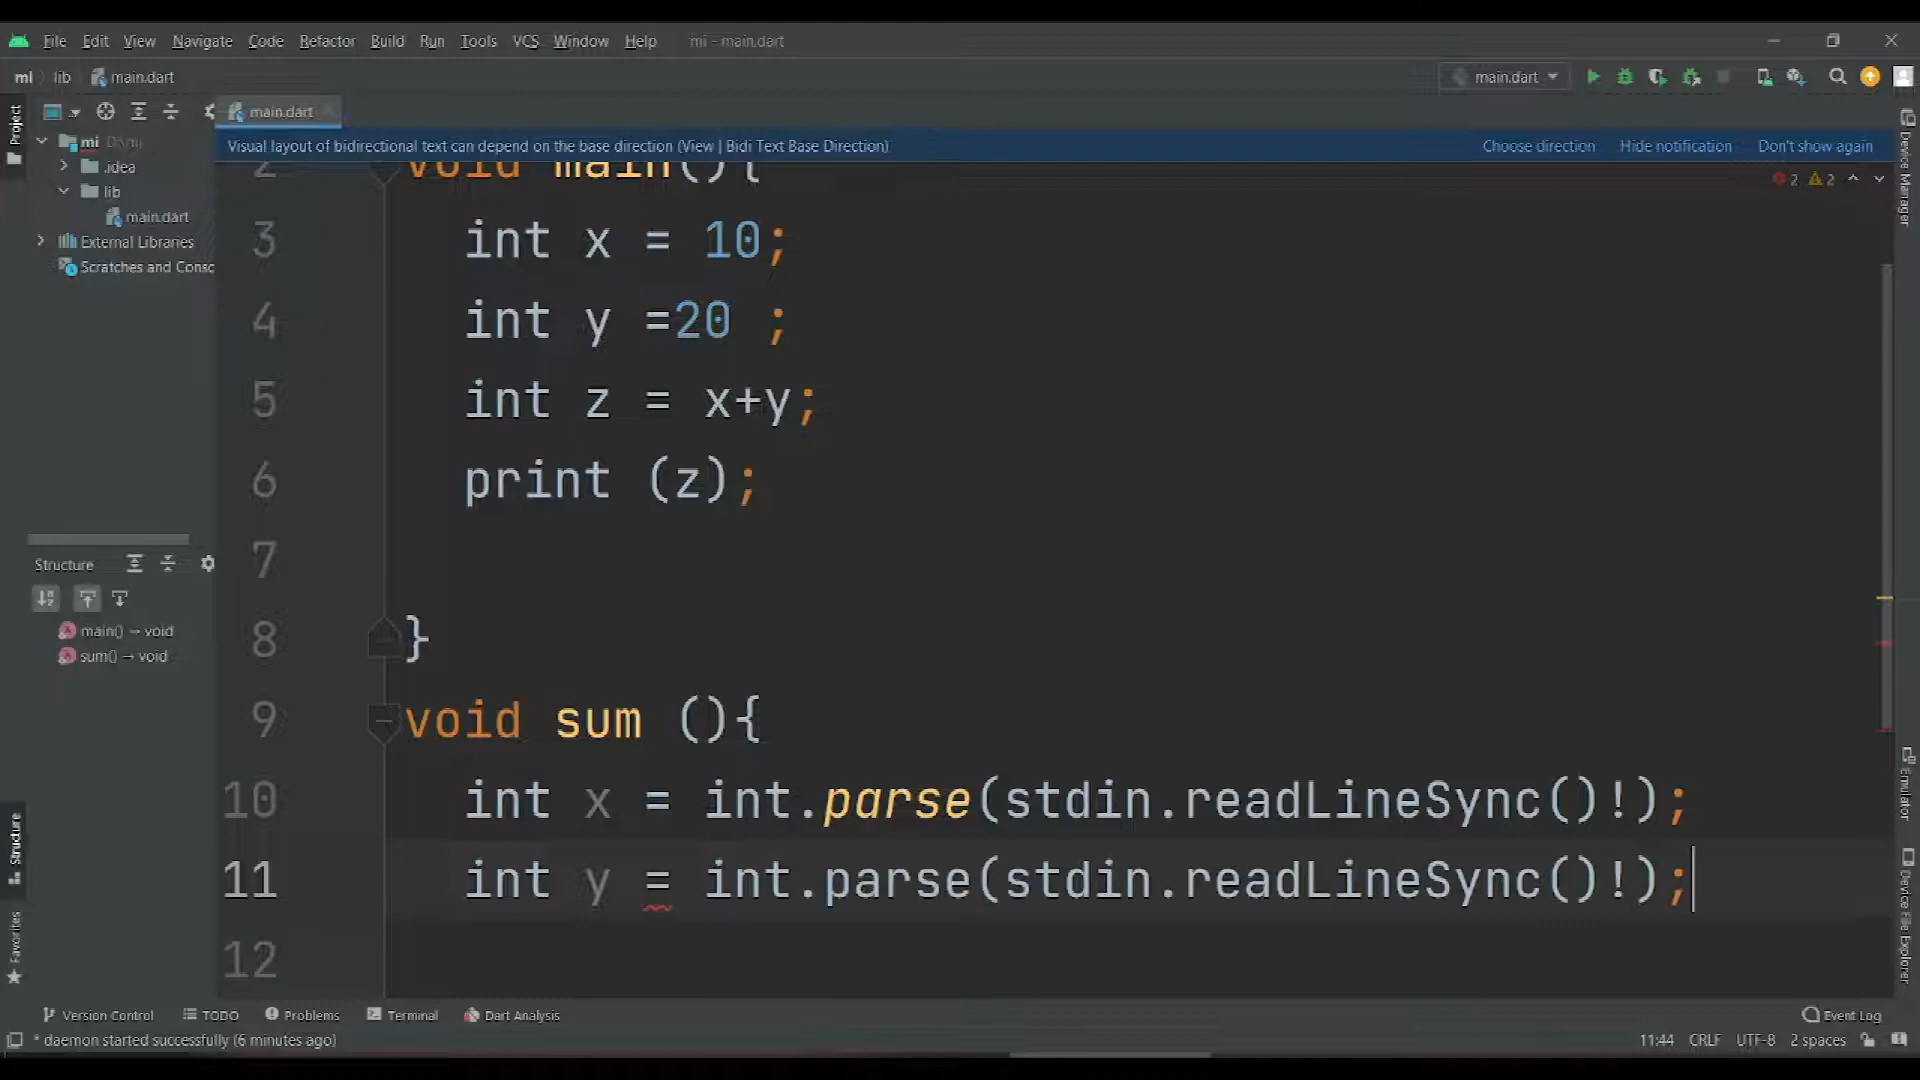 File Edit View Navigate Code Refactor Build Run Tools VCS Window Help mi - main.dart
mi lib main.dart main.dart
Project main.dart
mi D:\mi
Visual layout of bidirectional text can depend on the base direction (View | Bidi Text Base Direction) Choose direction Hide notification Don't show again
.idea
lib
main.dart
External Libraries
Scratches and Consc
2 void main(){
2 2
3 int x = 10;
4 int y =20 ;
5 int z = x+y;
6 print (z);
7
8 }
9 void sum (){
10 int x = int.parse(stdin.readLineSync()!);
11 int y = int.parse(stdin.readLineSync()!);
12
Structure
main() → void
sum() → void
Structure
Favorites
Device Manager
Emulator
Device File Explorer
Version Control TODO Problems Terminal Dart Analysis Event Log
* daemon started successfully (6 minutes ago) 11:44 CRLF UTF-8 2 spaces